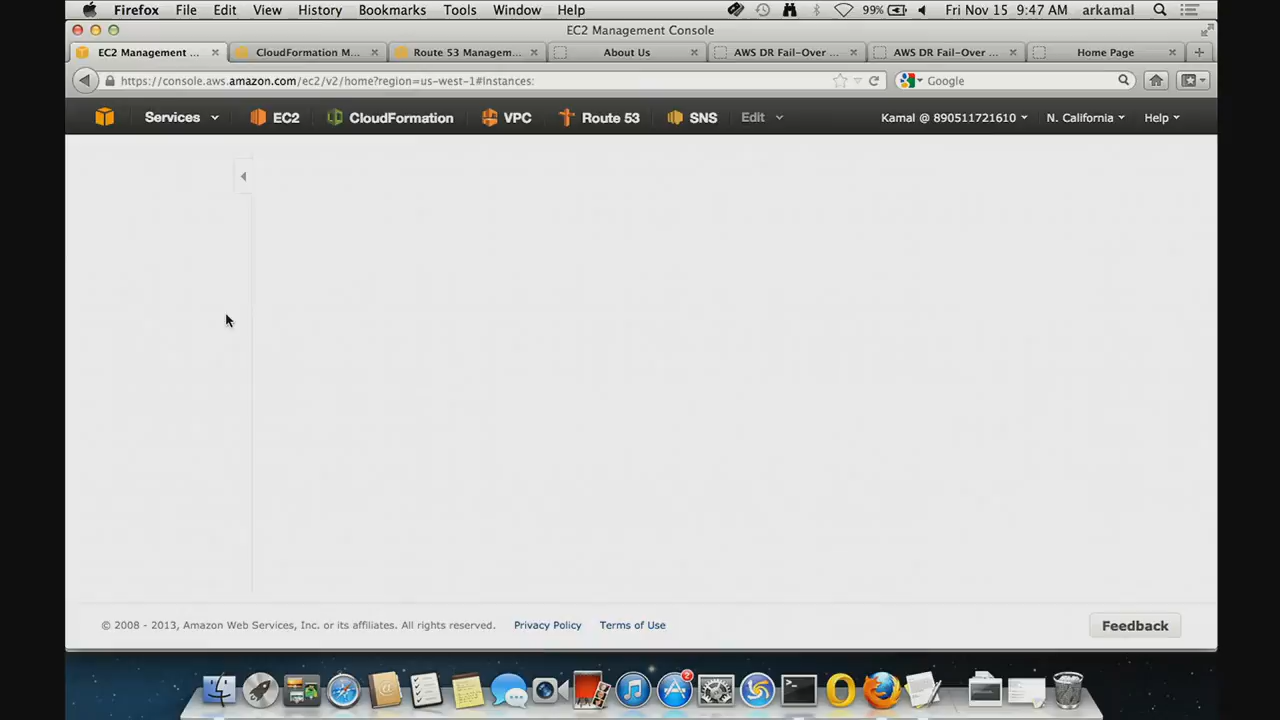 Firefox File Edit View History Bookmarks Tools Window Help 99% Fri Nov 15 9:47 AM arkamal
EC2 Management Console
EC2 Management ... CloudFormation M... Route 53 Managem... About Us AWS DR Fail-Over ... AWS DR Fail-Over ... Home Page
https://console.aws.amazon.com/ec2/v2/home?region=us-west-1#Instances: Google
Services EC2 CloudFormation VPC Route 53 SNS Edit Kamal @ 890511721610 N. California Help
© 2008 - 2013, Amazon Web Services, Inc. or its affiliates. All rights reserved. Privacy Policy Terms of Use Feedback
2